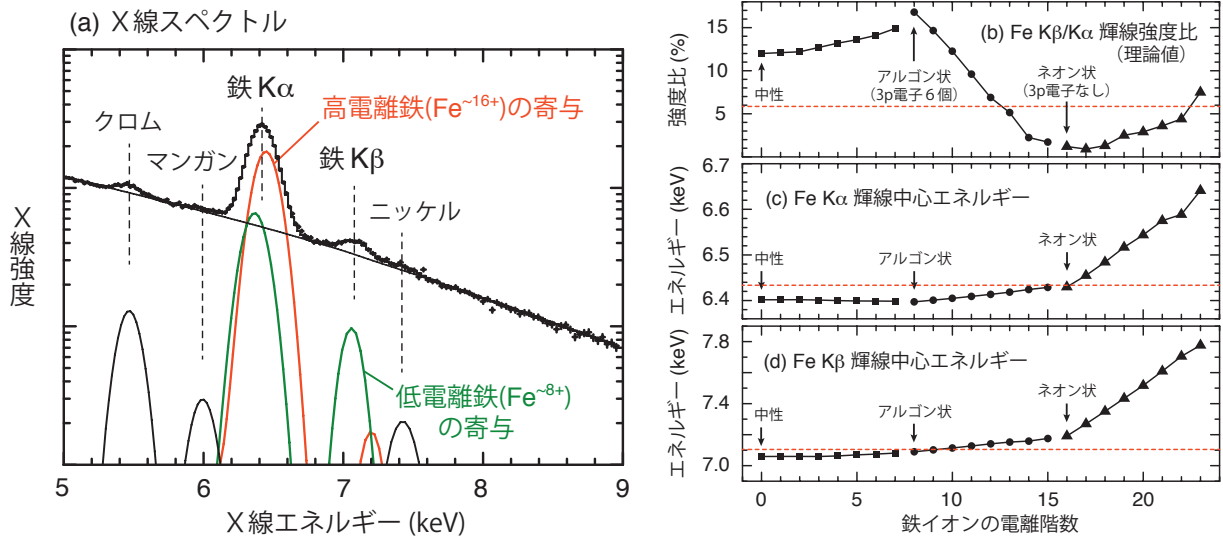 (a) X線スペクトル
鉄 Kα
高電離鉄(Fe~16+)の寄与
クロム
マンガン
鉄 Kβ
ニッケル
低電離鉄(Fe~8+)
の寄与
X線強度
5 6 7 8 9
X線エネルギー (keV)
(b) Fe Kβ/Kα 輝線強度比
(理論値)
強度比 (%)
15
10
5
中性
アルゴン状
(3p電子6個)
ネオン状
(3p電子なし)
(c) Fe Kα 輝線中心エネルギー
エネルギー (keV)
6.7
6.6
6.5
6.4
中性
アルゴン状
ネオン状
(d) Fe Kβ 輝線中心エネルギー
エネルギー (keV)
7.8
7.4
7.0
中性
アルゴン状
ネオン状
0 5 10 15 20
鉄イオンの電離階数